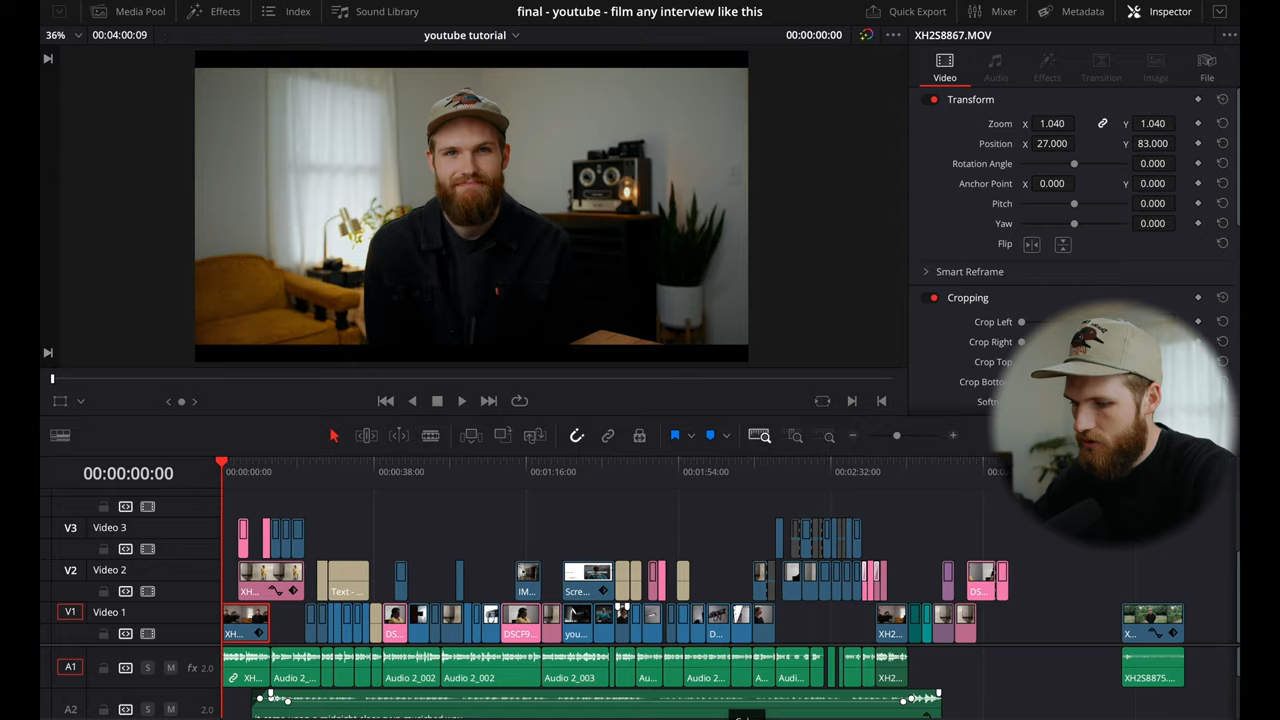 Media Pool Effects Index Sound Library final - youtube - film any interview like this Quick Export Mixer Metadata Inspector
36% 00:04:00:09 youtube tutorial 00:00:00:00 XH2S8867.MOV
Video Audio Effects Transition Image File
Transform
Zoom X 1.040 Y 1.040
Position X 27.000 Y 83.000
Rotation Angle 0.000
Anchor Point X 0.000 Y 0.000
Pitch 0.000
Yaw 0.000
Flip
Smart Reframe
Cropping
Crop Left
Crop Right
Crop Top
Crop Bottom
00:00:00:00 00:00:00:00 00:00:38:00 00:01:16:00 00:01:54:00 00:02:32:00
V3 Video 3
V2 Video 2
XH... Text - ... IM... Scre... DS...
V1 Video 1
XH... DS... DSCF9... you... D... XH2... X...
A1 S M fx 2.0
XH... Audio 2_... Audio 2_002 Audio 2_002 Audio 2_003 Au... Audio 2... A... Audi... XH2... XH2S8875....
A2 S M 2.0